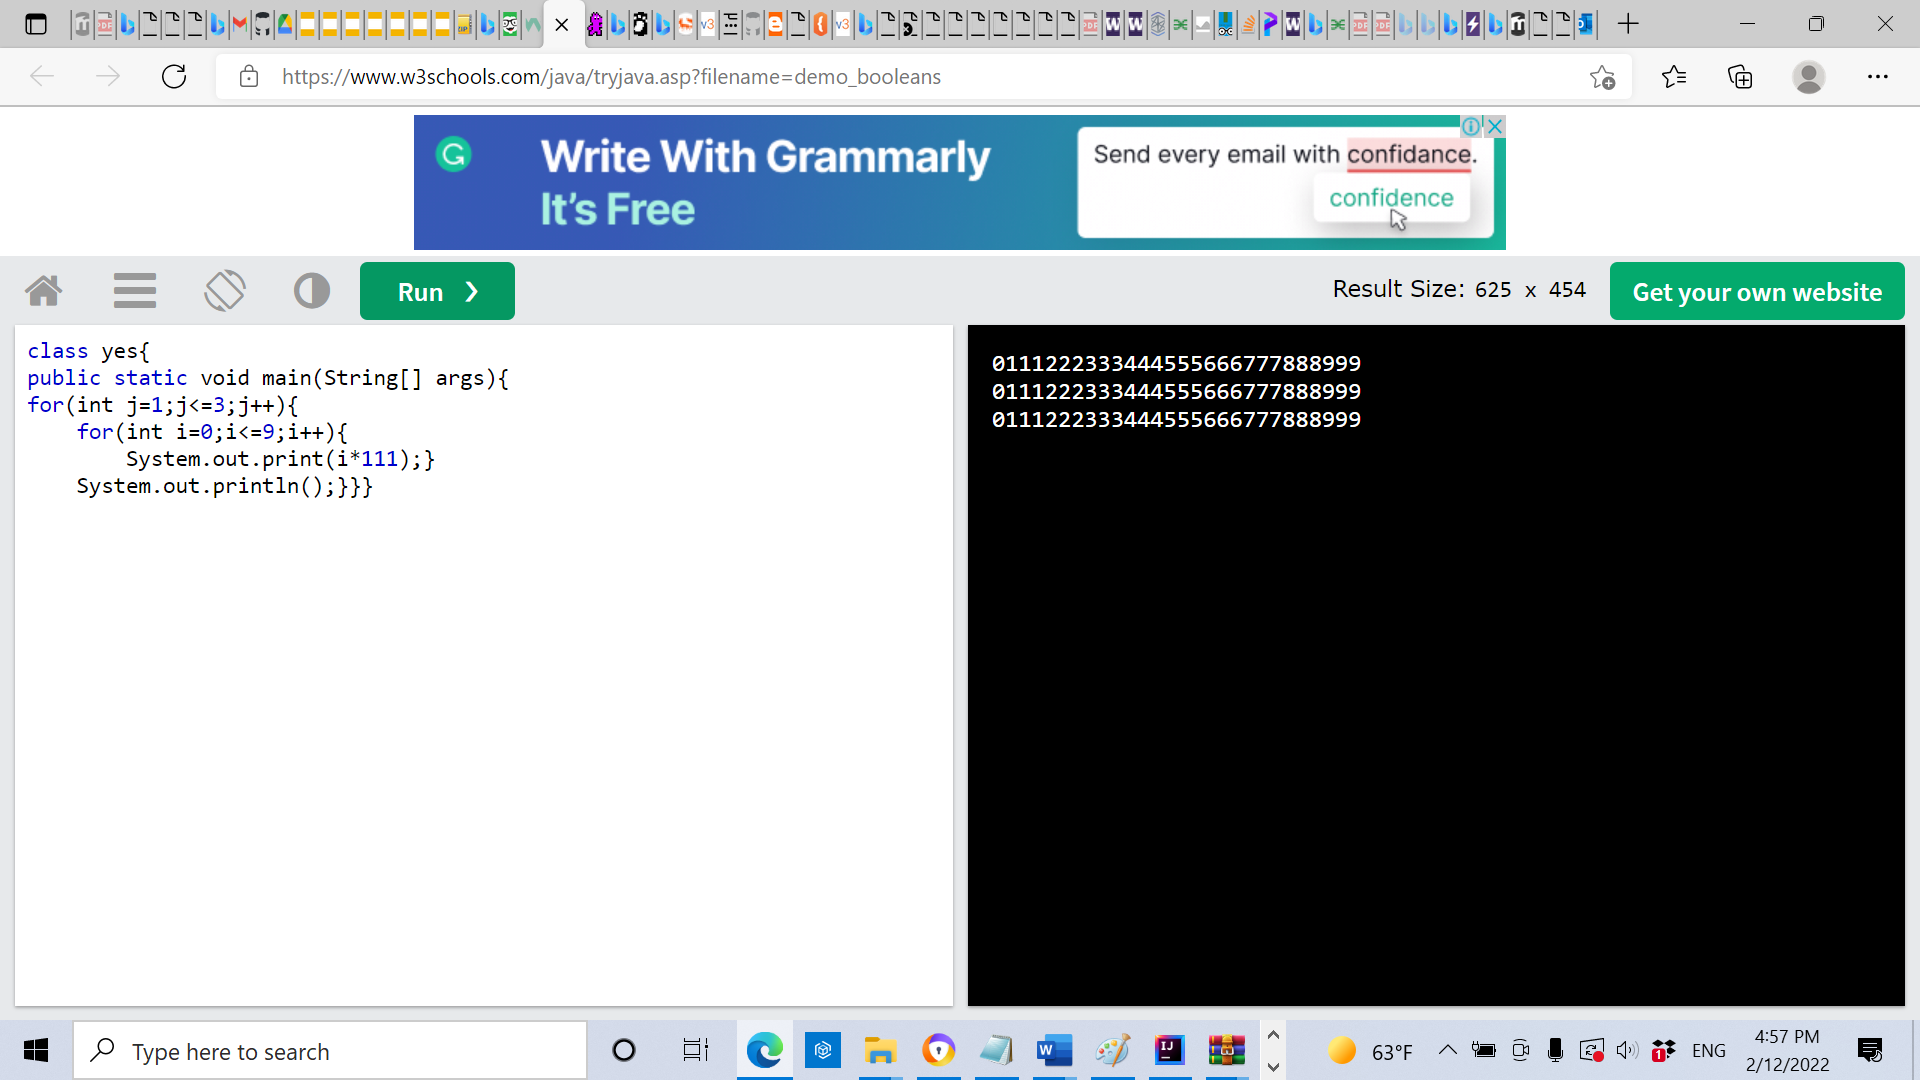 https://www.w3schools.com/java/tryjava.asp?filename=demo_booleans
Write With Grammarly
It's Free
Send every email with confidance.
confidence
Run ❯
Result Size: 625 x 454
Get your own website
class yes{
public static void main(String[] args){
for(int j=1;j<=3;j++){
    for(int i=0;i<=9;i++){
        System.out.print(i*111);}
    System.out.println();}}}
0111222333444555666777888999
0111222333444555666777888999
0111222333444555666777888999
Type here to search
63°F
ENG
4:57 PM
2/12/2022